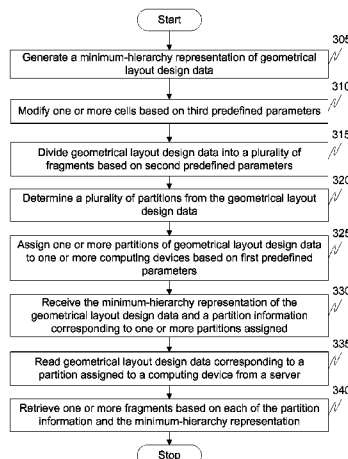 Start
305
Generate a minimum-hierarchy representation of geometrical
layout design data
310
Modify one or more cells based on third predefined parameters
315
Divide geometrical layout design data into a plurality of
fragments based on second predefined parameters
320
Determine a plurality of partitions from the geometrical layout
design data
325
Assign one or more partitions of geometrical layout design data
to one or more computing devices based on first predefined
parameters
330
Receive the minimum-hierarchy representation of the
geometrical layout design data and a partition information
corresponding to one or more partitions assigned
335
Read geometrical layout design data corresponding to a
partition assigned to a computing device from a server
340
Retrieve one or more fragments based on each of the partition
information and the minimum-hierarchy representation
Stop